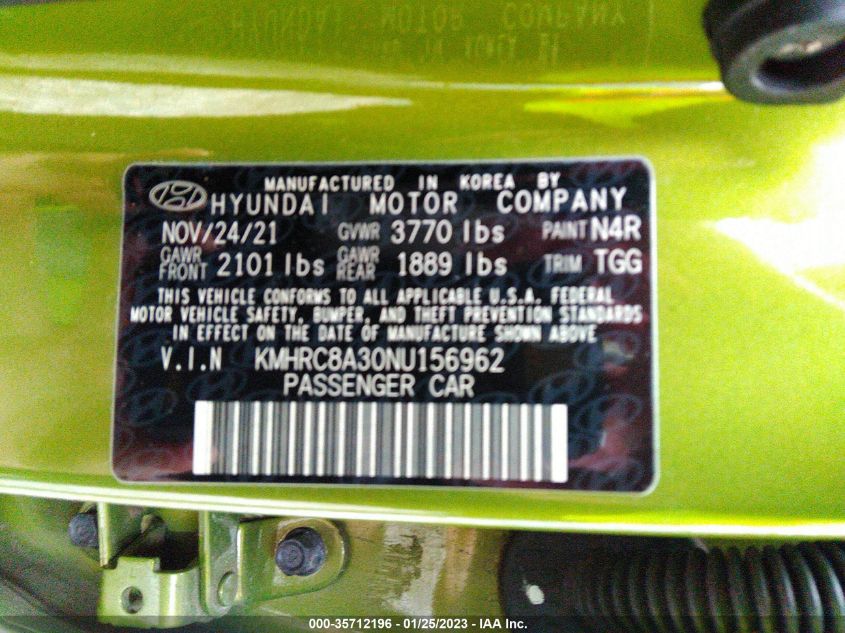 HYUNDAI MOTOR COMPANY
MANUFACTURED IN KOREA BY
HYUNDAI MOTOR COMPANY
NOV/24/21 GVWR 3770 lbs PAINT N4R
GAWR FRONT 2101 lbs GAWR REAR 1889 lbs TRIM TGG
THIS VEHICLE CONFORMS TO ALL APPLICABLE U.S.A. FEDERAL
MOTOR VEHICLE SAFETY, BUMPER, AND THEFT PREVENTION STANDARDS
IN EFFECT ON THE DATE OF MANUFACTURE SHOWN ABOVE
V.I.N KMHRC8A30NU156962
PASSENGER CAR
000-35712196 - 01/25/2023 - IAA Inc.